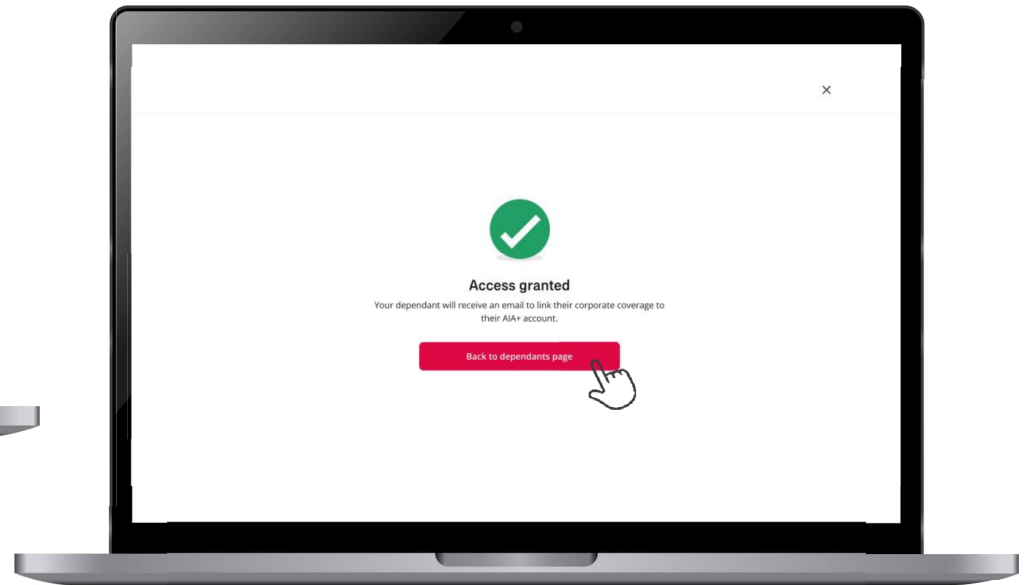 Access granted
Your dependant will receive an email to link their corporate coverage to
their AIA+ account.
Back to dependants page